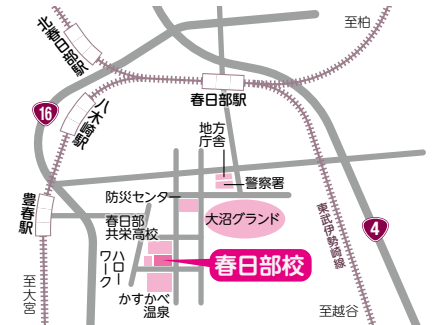 至柏
北春日部駅
春日部駅
16
八木崎駅
地方
庁舎
警察署
防災センター
豊春駅
大沼グランド
春日部
共栄高校
東武伊勢崎線
4
ハロー
ワーク
春日部校
至大宮
かすかべ
温泉
至越谷